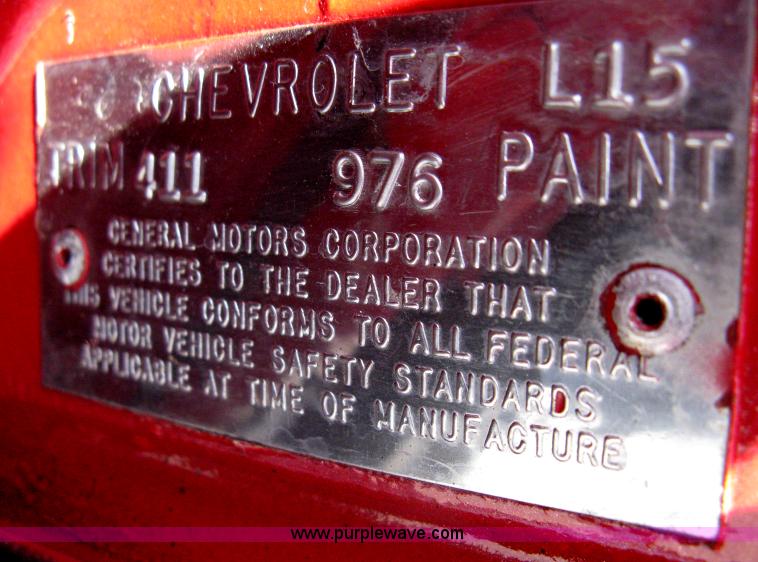 CHEVROLET L15
TRIM 411 976 PAINT
GENERAL MOTORS CORPORATION
CERTIFIES TO THE DEALER THAT
THIS VEHICLE CONFORMS TO ALL FEDERAL
MOTOR VEHICLE SAFETY STANDARDS
APPLICABLE AT TIME OF MANUFACTURE
www.purplewave.com